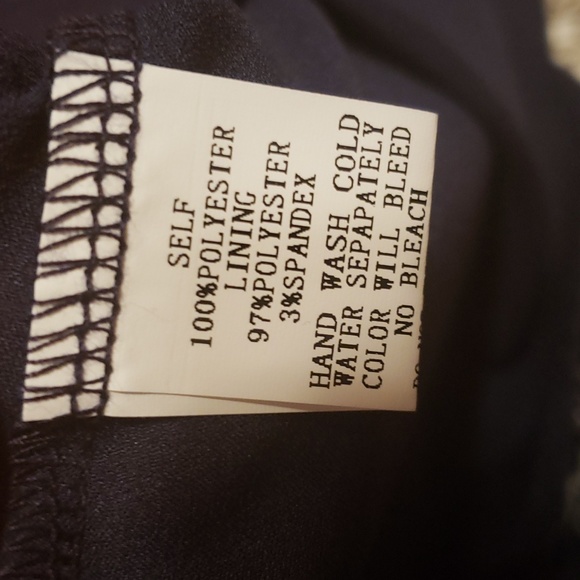 SELF
100%POLYESTER
LINING
97%POLYESTER
3%SPANDEX
HAND WASH COLD
WATER SEPAPATELY
COLOR WILL BLEED
NO BLEACH